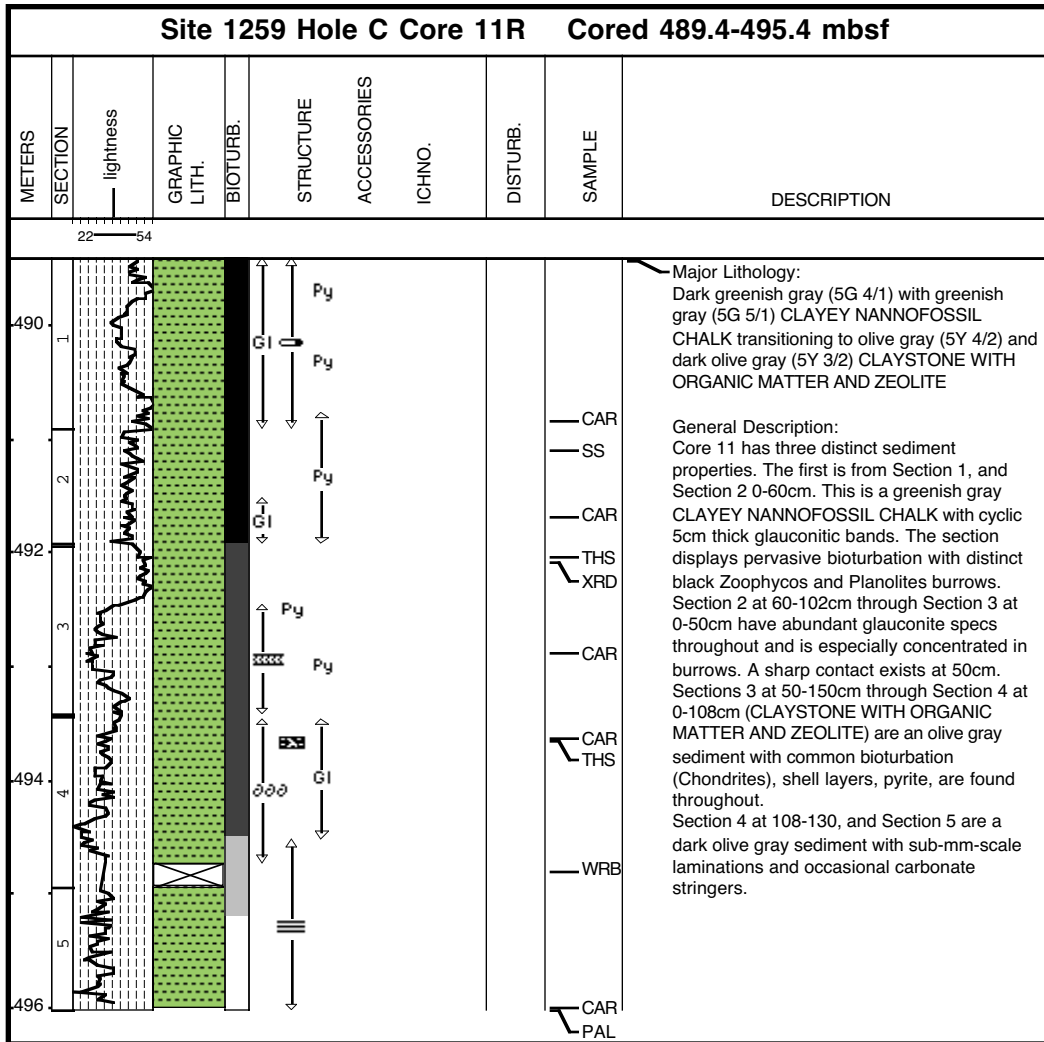 Site 1259 Hole C Core 11R Cored 489.4-495.4 mbsf
METERS
SECTION
lightness
GRAPHIC
LITH.
BIOTURB.
STRUCTURE
ACCESSORIES
ICHNO.
DISTURB.
SAMPLE
DESCRIPTION
22 54
490
492
494
496
1
2
3
4
5
Py
Gl
Py
Py
Gl
Py
Py
Gl
CAR
SS
CAR
THS
XRD
CAR
CAR
THS
WRB
CAR
PAL
Major Lithology:
Dark greenish gray (5G 4/1) with greenish
gray (5G 5/1) CLAYEY NANNOFOSSIL
CHALK transitioning to olive gray (5Y 4/2) and
dark olive gray (5Y 3/2) CLAYSTONE WITH
ORGANIC MATTER AND ZEOLITE
General Description:
Core 11 has three distinct sediment
properties. The first is from Section 1, and
Section 2 0-60cm. This is a greenish gray
CLAYEY NANNOFOSSIL CHALK with cyclic
5cm thick glauconitic bands. The section
displays pervasive bioturbation with distinct
black Zoophycos and Planolites burrows.
Section 2 at 60-102cm through Section 3 at
0-50cm have abundant glauconite specs
throughout and is especially concentrated in
burrows. A sharp contact exists at 50cm.
Sections 3 at 50-150cm through Section 4 at
0-108cm (CLAYSTONE WITH ORGANIC
MATTER AND ZEOLITE) are an olive gray
sediment with common bioturbation
(Chondrites), shell layers, pyrite, are found
throughout.
Section 4 at 108-130, and Section 5 are a
dark olive gray sediment with sub-mm-scale
laminations and occasional carbonate
stringers.